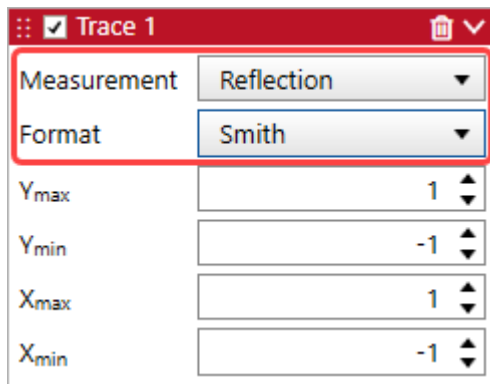 Trace 1
Measurement Reflection
Format Smith
Ymax 1
Ymin -1
Xmax 1
Xmin -1